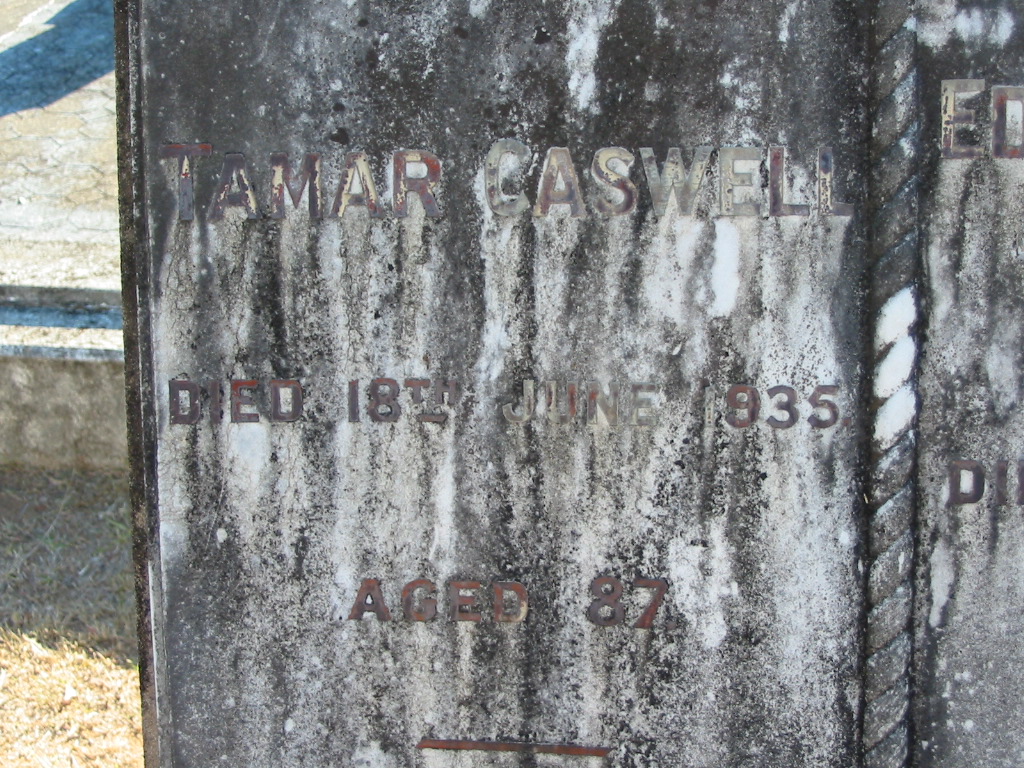 TAMAR CASWELL
DIED 18TH JUNE 1935.
AGED 87.